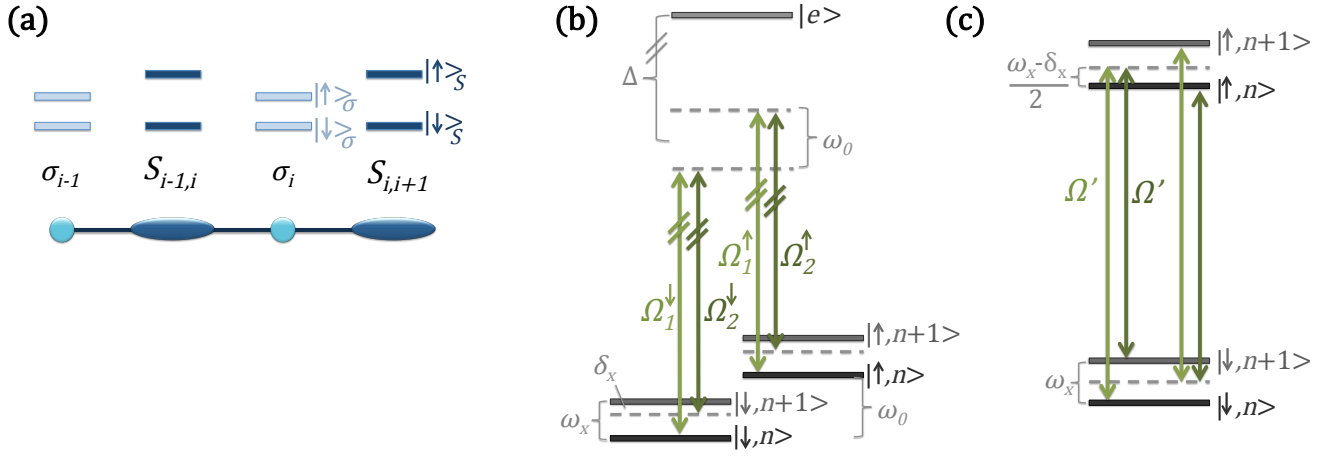 (a)
|↑>S
|↑>σ
|↓>σ
|↓>S
σi-1
Si-1,i
σi
Si,i+1
(b)
|e>
Δ
ω0
Ω1↑
Ω2↑
Ω1↓
Ω2↓
|↑,n+1>
δx
|↑,n>
ωx
|↓,n+1>
ω0
|↓,n>
(c)
|↑,n+1>
ωx-δx
2
|↑,n>
Ω’
Ω’
|↓,n+1>
ωx
|↓,n>